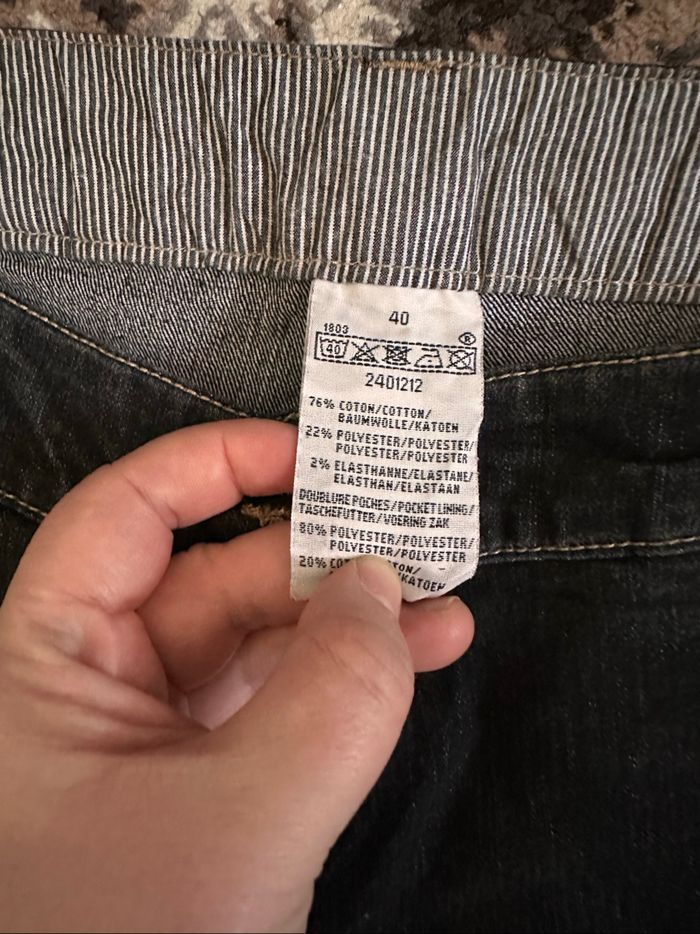 40
1803
®
40
2401212
76% COTON/COTTON/
BAUMWOLLE/KATOEN
22% POLYESTER/POLYESTER/
POLYESTER/POLYESTER
2% ELASTHANNE/ELASTANE/
ELASTHAN/ELASTAAN
DOUBLURE POCHES/POCKET LINING/
TASCHEFUTTER/VOERING ZAK
80% POLYESTER/POLYESTER/
POLYESTER/POLYESTER
20%
KATOEN